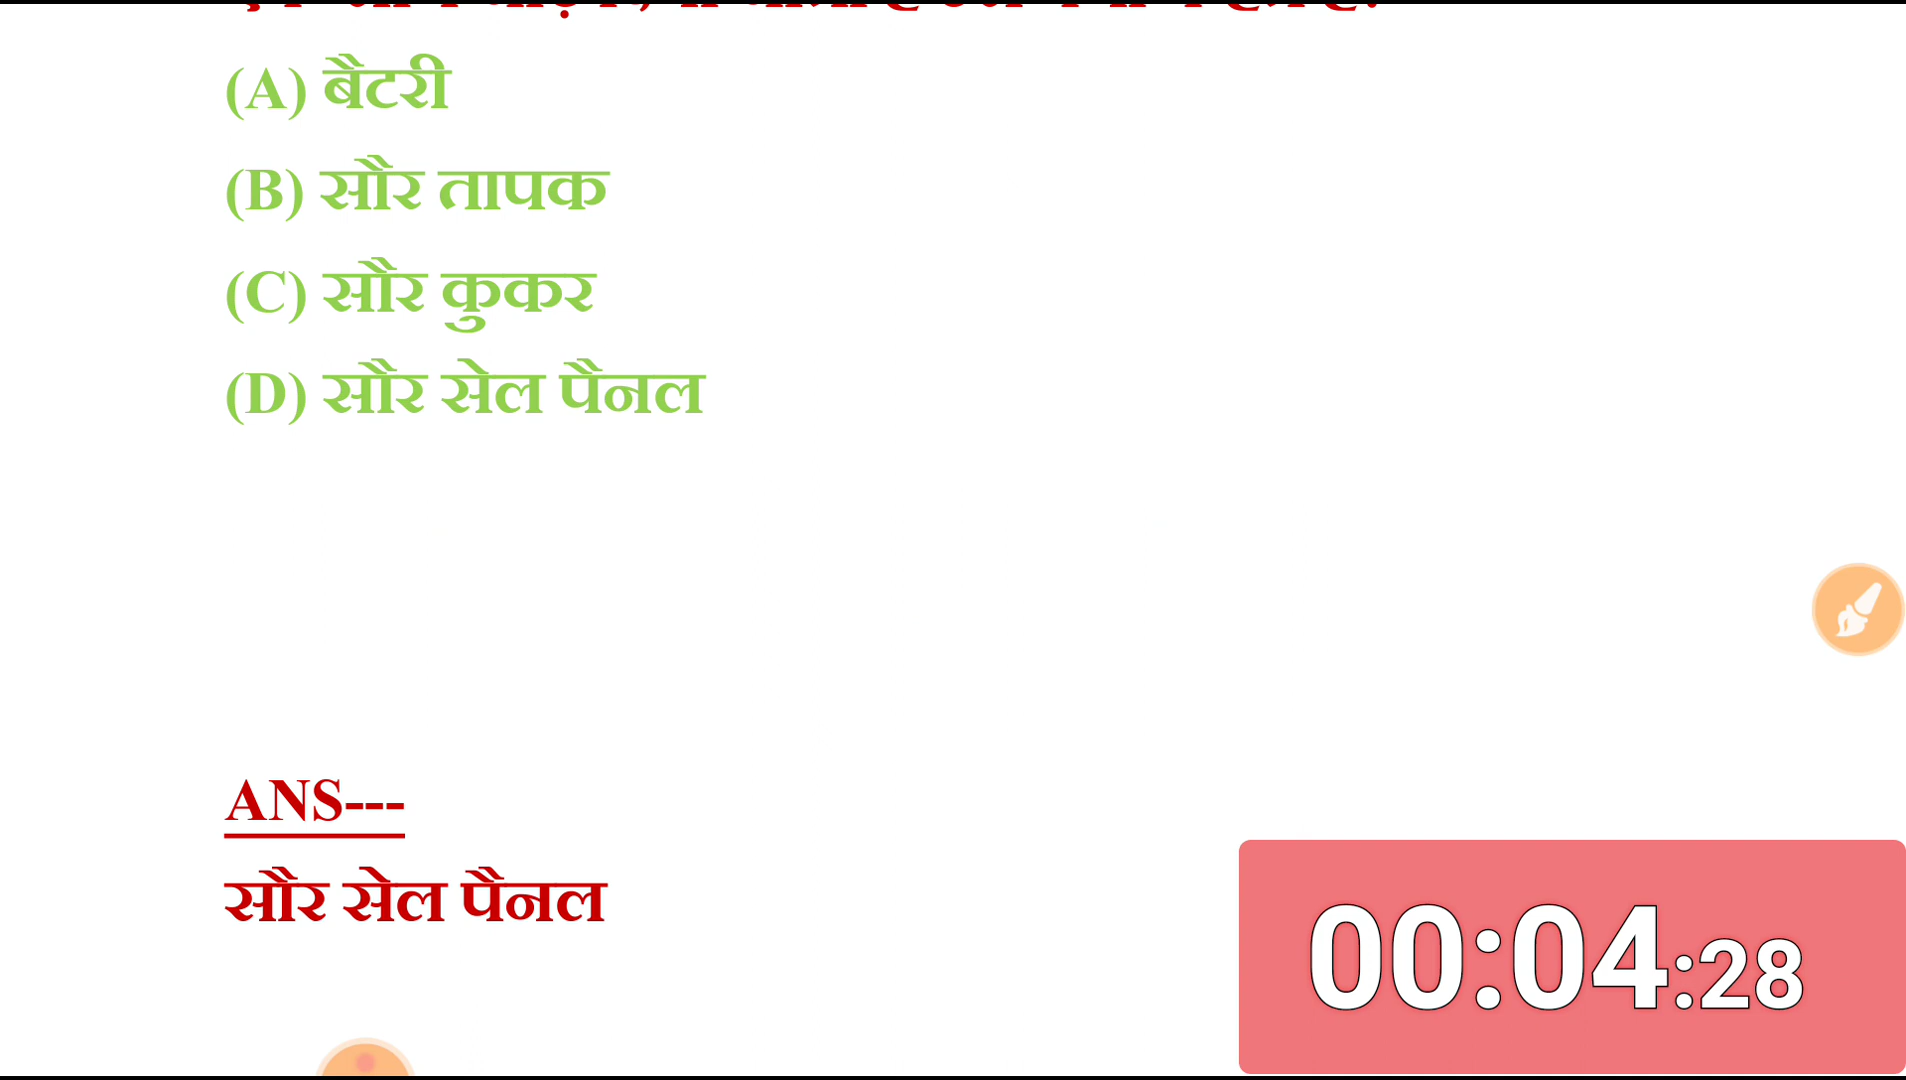 (A) बैटरी
(B) सौर तापक
(C) सौर कुकर
(D) सौर सेल पैनल
ANS---
सौर सेल पैनल
00:04:28